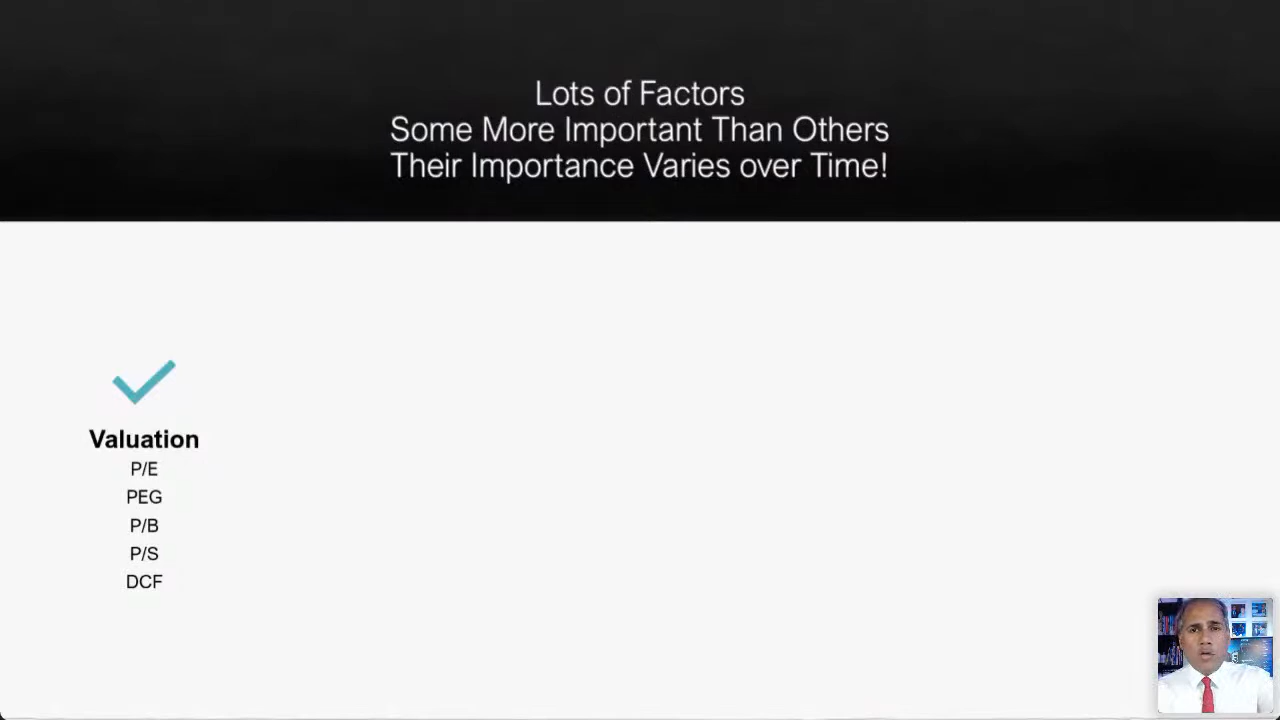 Lots of Factors
Some More Important Than Others
Their Importance Varies over Time!
Valuation
P/E
PEG
P/B
P/S
DCF